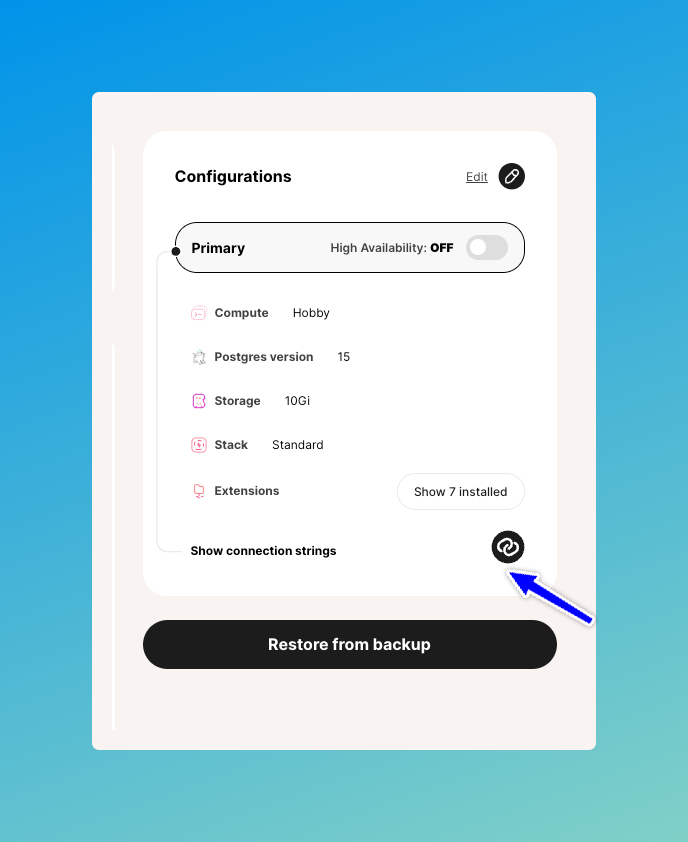 Configurations
Edit
Primary
High Availability: OFF
Compute Hobby
Postgres version 15
Storage 10Gi
Stack Standard
Extensions
Show 7 installed
Show connection strings
Restore from backup